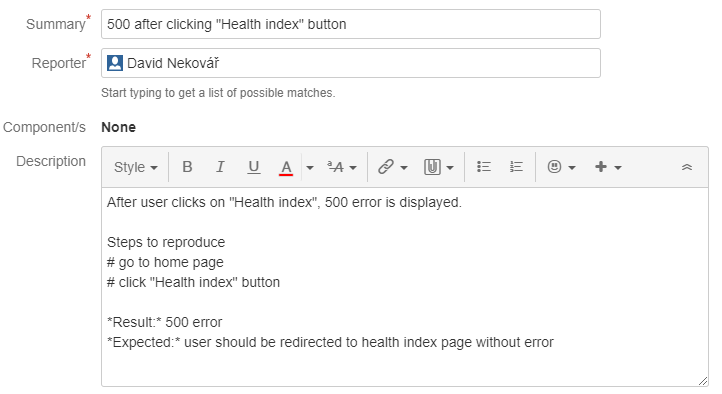 Summary*
500 after clicking "Health index" button
Reporter*
David Nekovář
Start typing to get a list of possible matches.
Component/s
None
Description
Style B I U A ªA
After user clicks on "Health index", 500 error is displayed.
Steps to reproduce
# go to home page
# click "Health index" button
*Result:* 500 error
*Expected:* user should be redirected to health index page without error